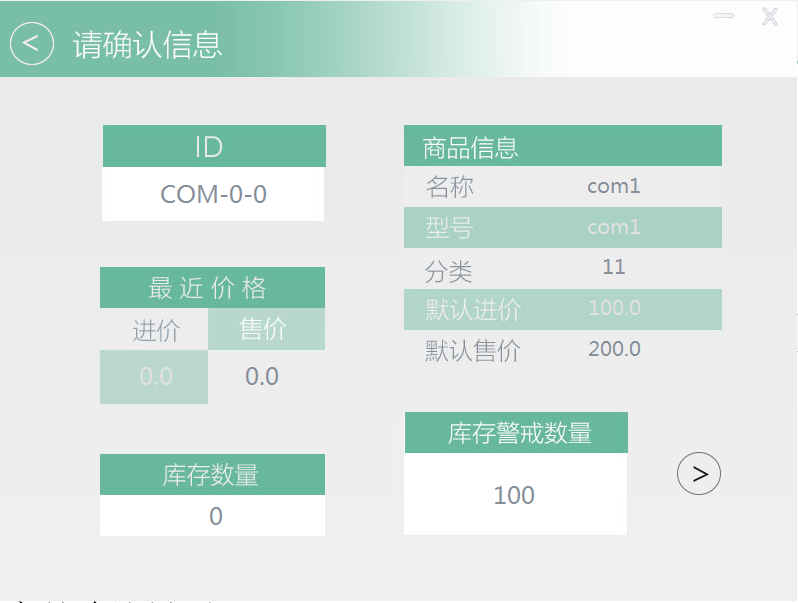 < 请确认信息
ID
COM-0-0
最近价格
进价 售价
0.0 0.0
库存数量
0
商品信息
名称 com1
型号 com1
分类 11
默认进价 100.0
默认售价 200.0
库存警戒数量
100
>